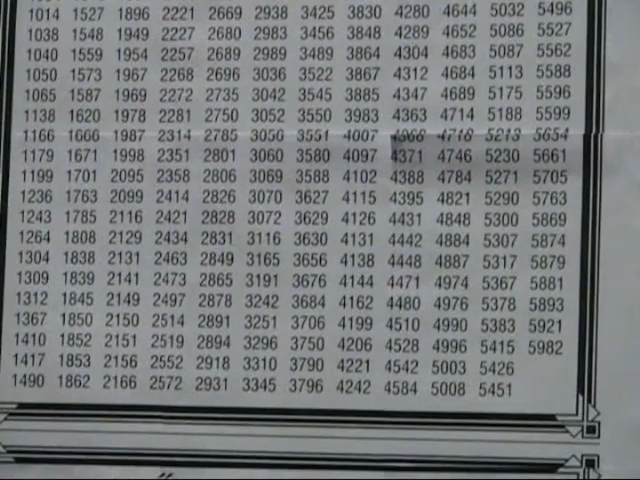 1014 1527 1896 2221 2669 2938 3425 3830 4280 4644 5032 5496
1038 1548 1949 2227 2680 2983 3456 3848 4289 4652 5086 5527
1040 1559 1954 2257 2689 2989 3489 3864 4304 4683 5087 5562
1050 1573 1967 2268 2696 3036 3522 3867 4312 4684 5113 5588
1065 1587 1969 2272 2735 3042 3545 3885 4347 4689 5175 5596
1138 1620 1978 2281 2750 3052 3550 3983 4363 4714 5188 5599
1166 1666 1987 2314 2785 3056 3551 4007 4718 5213 5654
1179 1671 1998 2351 2801 3060 3580 4097 4371 4746 5230 5661
1199 1701 2095 2358 2806 3069 3588 4102 4388 4784 5271 5705
1236 1763 2099 2414 2826 3070 3627 4115 4395 4821 5290 5763
1243 1785 2116 2421 2828 3072 3629 4126 4431 4848 5300 5869
1264 1808 2129 2434 2831 3116 3630 4131 4442 4884 5307 5874
1304 1838 2131 2463 2849 3165 3656 4138 4448 4887 5317 5879
1309 1839 2141 2473 2865 3191 3676 4144 4471 4974 5367 5881
1312 1845 2149 2497 2878 3242 3684 4162 4480 4976 5378 5893
1367 1850 2150 2514 2891 3251 3706 4199 4510 4990 5383 5921
1410 1852 2151 2519 2894 3296 3750 4206 4528 4996 5415 5982
1417 1853 2156 2552 2918 3310 3790 4221 4542 5003 5426
1490 1862 2166 2572 2931 3345 3796 4242 4584 5008 5451